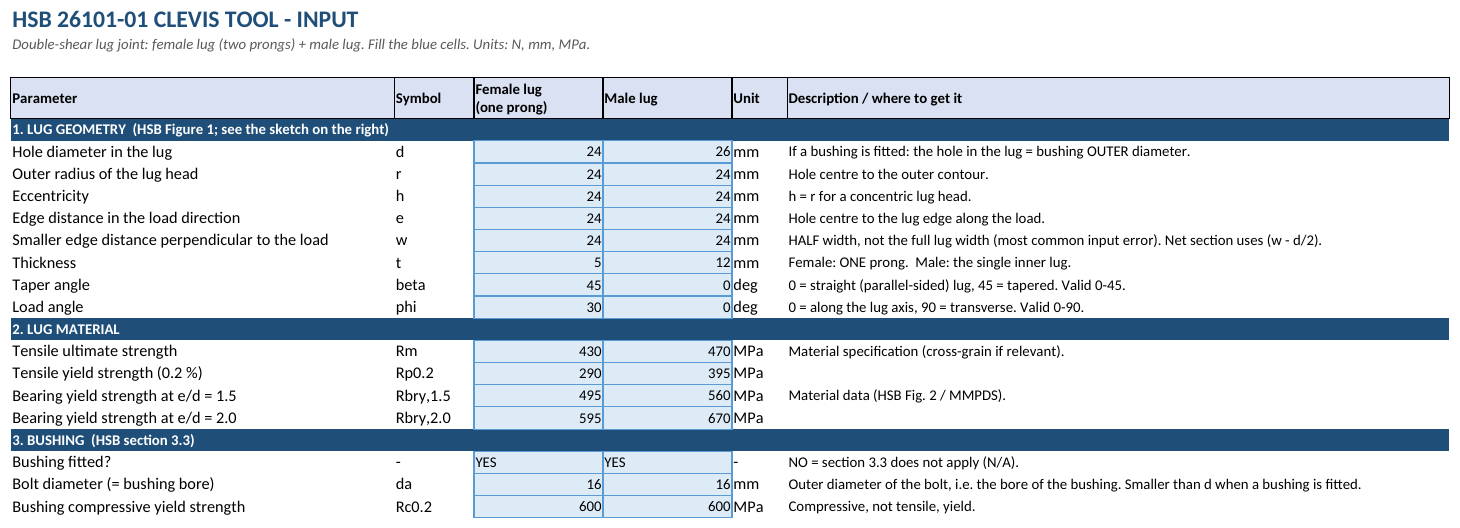 HSB 26101-01 CLEVIS TOOL - INPUT
Double-shear lug joint: female lug (two prongs) + male lug. Fill the blue cells. Units: N, mm, MPa.
Parameter Symbol Female lug (one prong) Male lug Unit Description / where to get it
1. LUG GEOMETRY (HSB Figure 1; see the sketch on the right)
Hole diameter in the lug d 24 26 mm If a bushing is fitted: the hole in the lug = bushing OUTER diameter.
Outer radius of the lug head r 24 24 mm Hole centre to the outer contour.
Eccentricity h 24 24 mm h = r for a concentric lug head.
Edge distance in the load direction e 24 24 mm Hole centre to the lug edge along the load.
Smaller edge distance perpendicular to the load w 24 24 mm HALF width, not the full lug width (most common input error). Net section uses (w - d/2).
Thickness t 5 12 mm Female: ONE prong. Male: the single inner lug.
Taper angle beta 45 0 deg 0 = straight (parallel-sided) lug, 45 = tapered. Valid 0-45.
Load angle phi 30 0 deg 0 = along the lug axis, 90 = transverse. Valid 0-90.
2. LUG MATERIAL
Tensile ultimate strength Rm 430 470 MPa Material specification (cross-grain if relevant).
Tensile yield strength (0.2 %) Rp0.2 290 395 MPa
Bearing yield strength at e/d = 1.5 Rbry,1.5 495 560 MPa Material data (HSB Fig. 2 / MMPDS).
Bearing yield strength at e/d = 2.0 Rbry,2.0 595 670 MPa
3. BUSHING (HSB section 3.3)
Bushing fitted? - YES YES - NO = section 3.3 does not apply (N/A).
Bolt diameter (= bushing bore) da 16 16 mm Outer diameter of the bolt, i.e. the bore of the bushing. Smaller than d when a bushing is fitted.
Bushing compressive yield strength Rc0.2 600 600 MPa Compressive, not tensile, yield.